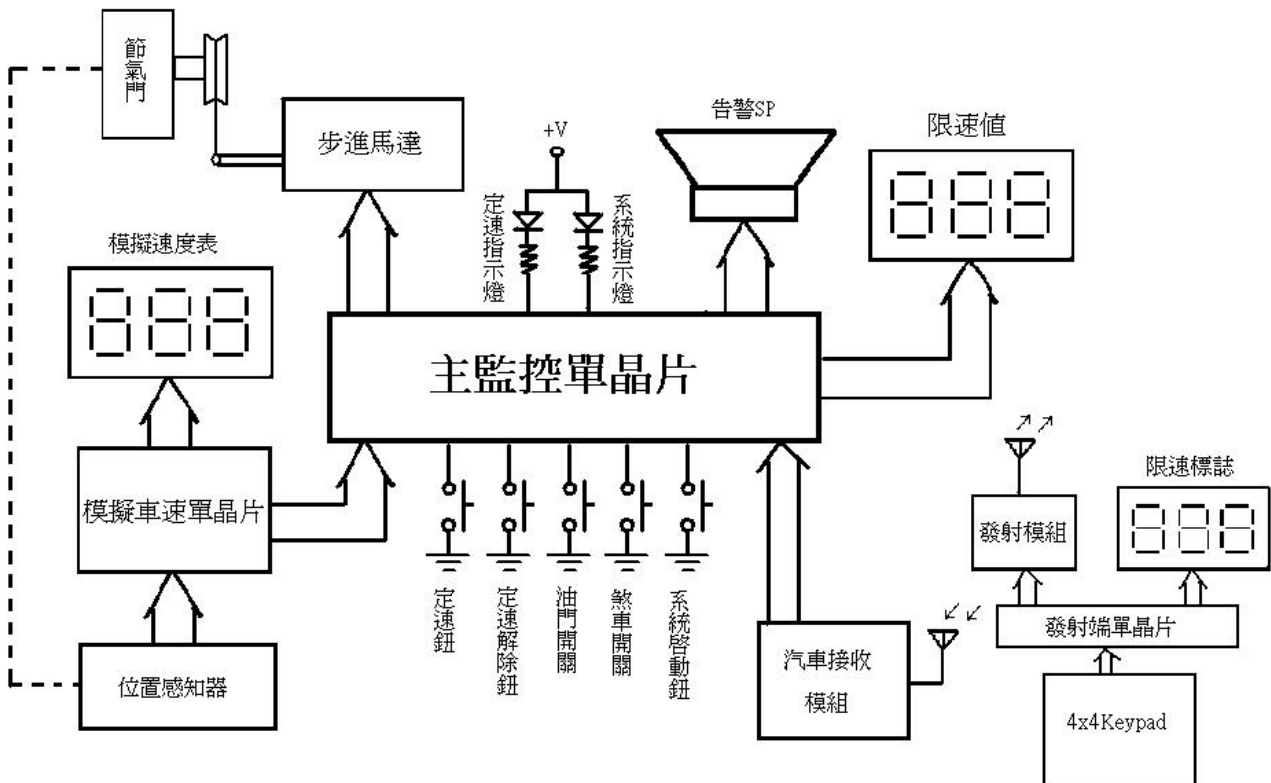 節氣門
步進馬達
+V
告警SP
限速值
定速指示燈
系統指示燈
模擬速度表
主監控單晶片
模擬車速單晶片
位置感知器
定速鈕
定速解除鈕
油門開關
煞車開關
系統啓動鈕
汽車接收
模組
發射模組
限速標誌
發射端單晶片
4x4Keypad